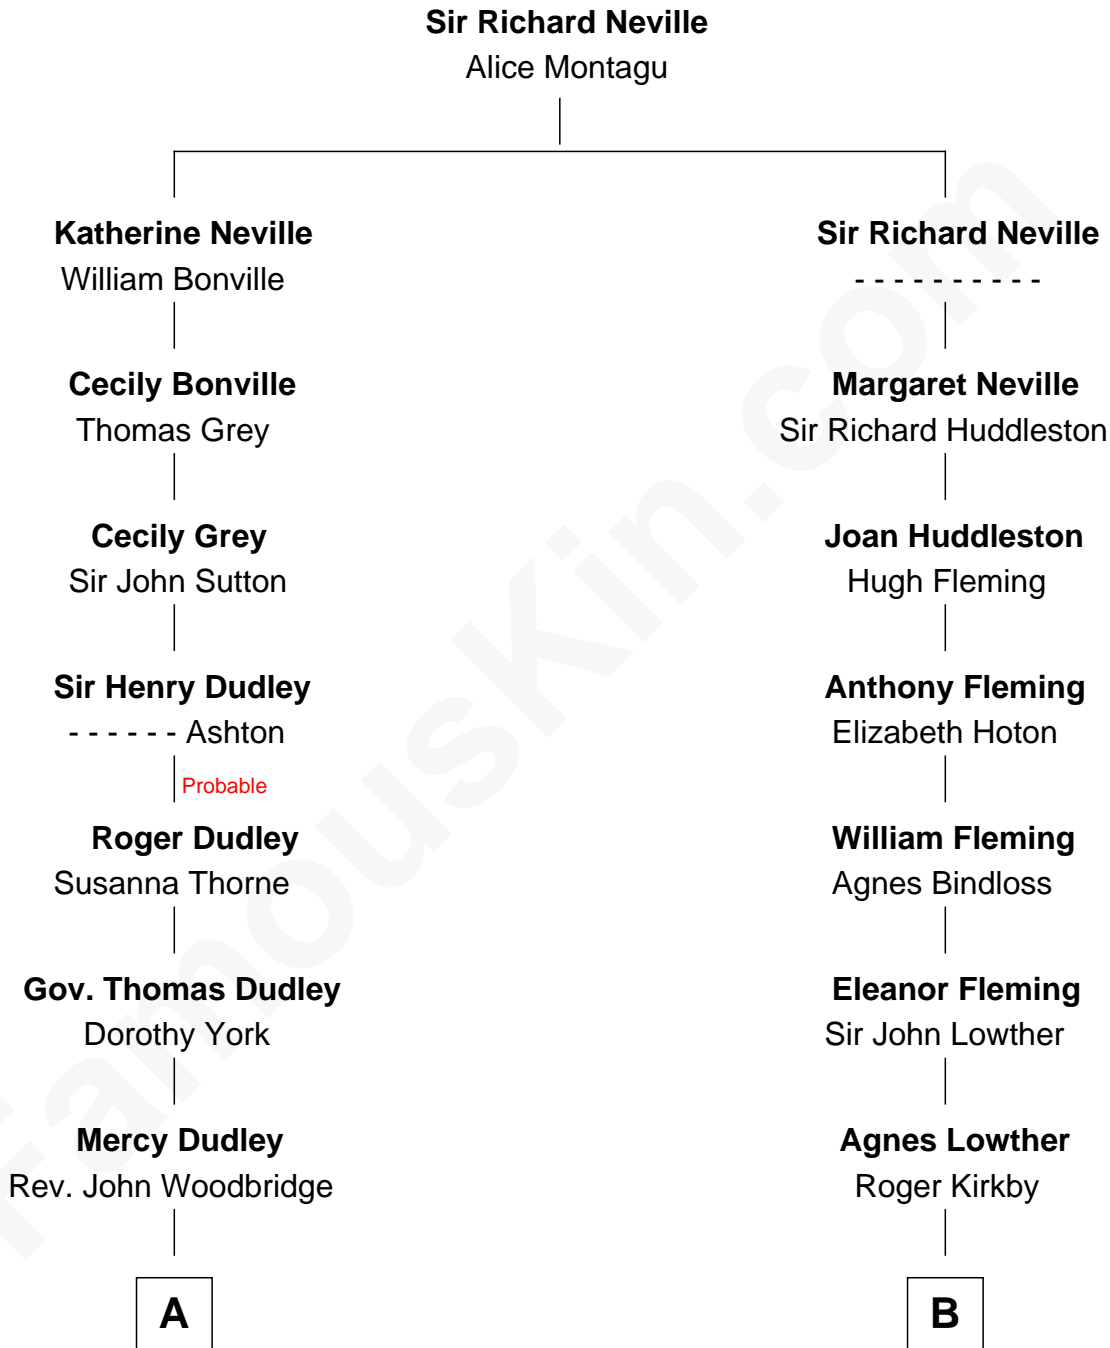 Sir Richard Neville
Alice Montagu
Katherine Neville
William Bonville
Sir Richard Neville
- - - - - - - - - -
Cecily Bonville
Thomas Grey
Margaret Neville
Sir Richard Huddleston
Cecily Grey
Sir John Sutton
Joan Huddleston
Hugh Fleming
Sir Henry Dudley
- - - - - - Ashton
Anthony Fleming
Elizabeth Hoton
Probable
Roger Dudley
Susanna Thorne
William Fleming
Agnes Bindloss
Gov. Thomas Dudley
Dorothy York
Eleanor Fleming
Sir John Lowther
Mercy Dudley
Rev. John Woodbridge
Agnes Lowther
Roger Kirkby
A
B
FamousKin.com